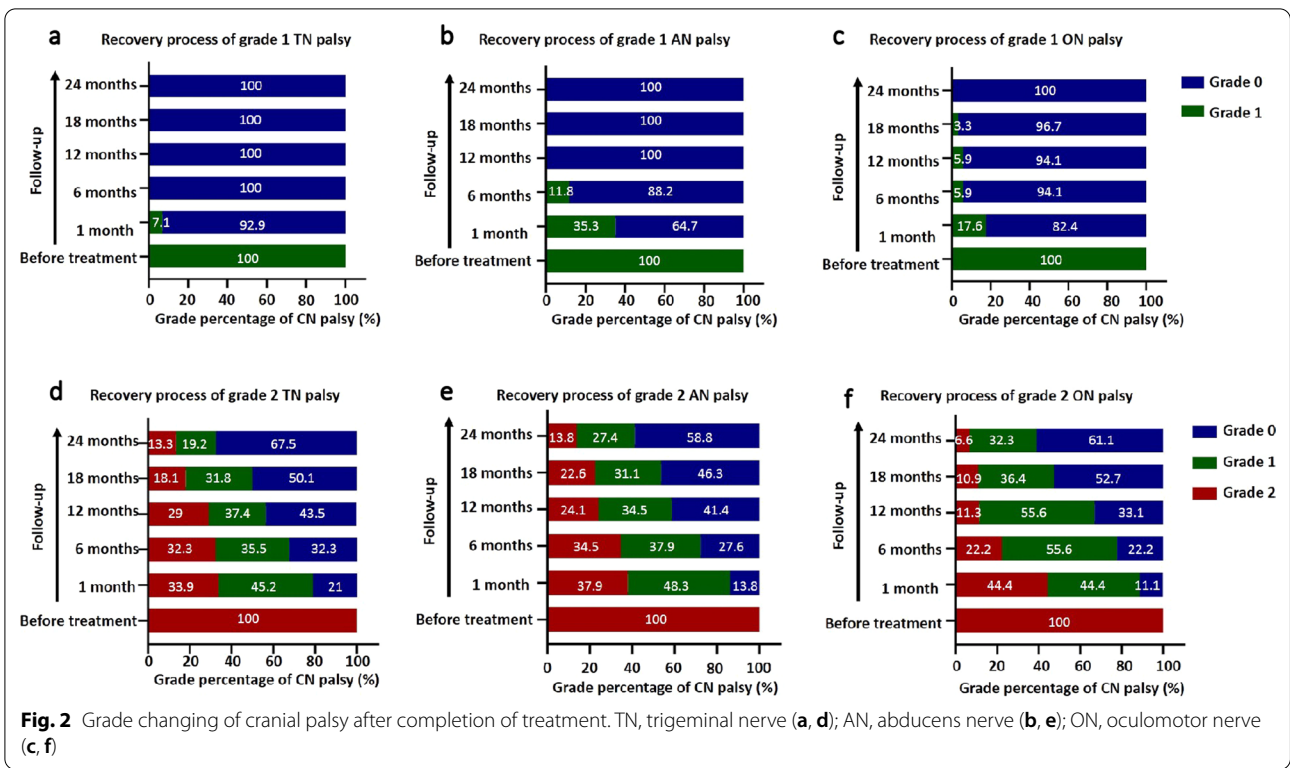 a Recovery process of grade 1 TN palsy
Follow-up
24 months 100
18 months 100
12 months 100
6 months 100
1 month 7.1 92.9
Before treatment 100
0 20 40 60 80 100
Grade percentage of CN palsy (%)
b Recovery process of grade 1 AN palsy
Follow-up
24 months 100
18 months 100
12 months 100
6 months 11.8 88.2
1 month 35.3 64.7
Before treatment 100
0 20 40 60 80 100
Grade percentage of CN palsy (%)
c Recovery process of grade 1 ON palsy
Follow-up
24 months 100
18 months 3.3 96.7
12 months 5.9 94.1
6 months 5.9 94.1
1 month 17.6 82.4
Before treatment 100
0 20 40 60 80 100
Grade percentage of CN palsy (%)
Grade 0
Grade 1
d Recovery process of grade 2 TN palsy
Follow-up
24 months 13.3 19.2 67.5
18 months 18.1 31.8 50.1
12 months 29 37.4 43.5
6 months 32.3 35.5 32.3
1 month 33.9 45.2 21
Before treatment 100
0 20 40 60 80 100
Grade percentage of CN palsy (%)
e Recovery process of grade 2 AN palsy
Follow-up
24 months 13.8 27.4 58.8
18 months 22.6 31.1 46.3
12 months 24.1 34.5 41.4
6 months 34.5 37.9 27.6
1 month 37.9 48.3 13.8
Before treatment 100
0 20 40 60 80 100
Grade percentage of CN palsy (%)
f Recovery process of grade 2 ON palsy
Follow-up
24 months 6.6 32.3 61.1
18 months 10.9 36.4 52.7
12 months 11.3 55.6 33.1
6 months 22.2 55.6 22.2
1 month 44.4 44.4 11.1
Before treatment 100
0 20 40 60 80 100
Grade percentage of CN palsy (%)
Grade 0
Grade 1
Grade 2
Fig. 2 Grade changing of cranial palsy after completion of treatment. TN, trigeminal nerve (a, d); AN, abducens nerve (b, e); ON, oculomotor nerve
(c, f)